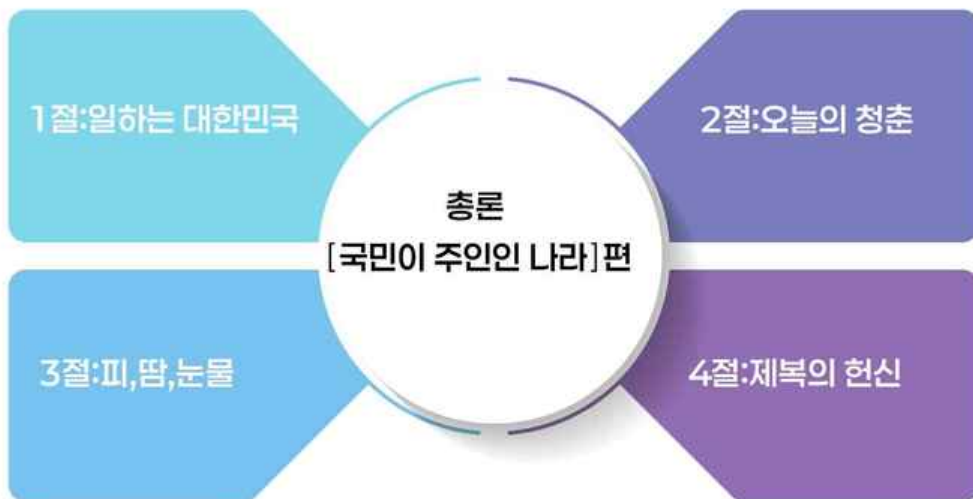 1절:일하는 대한민국
2절:오늘의 청춘
총론
[국민이 주인인 나라]편
3절:피,땀,눈물
4절:제복의 헌신